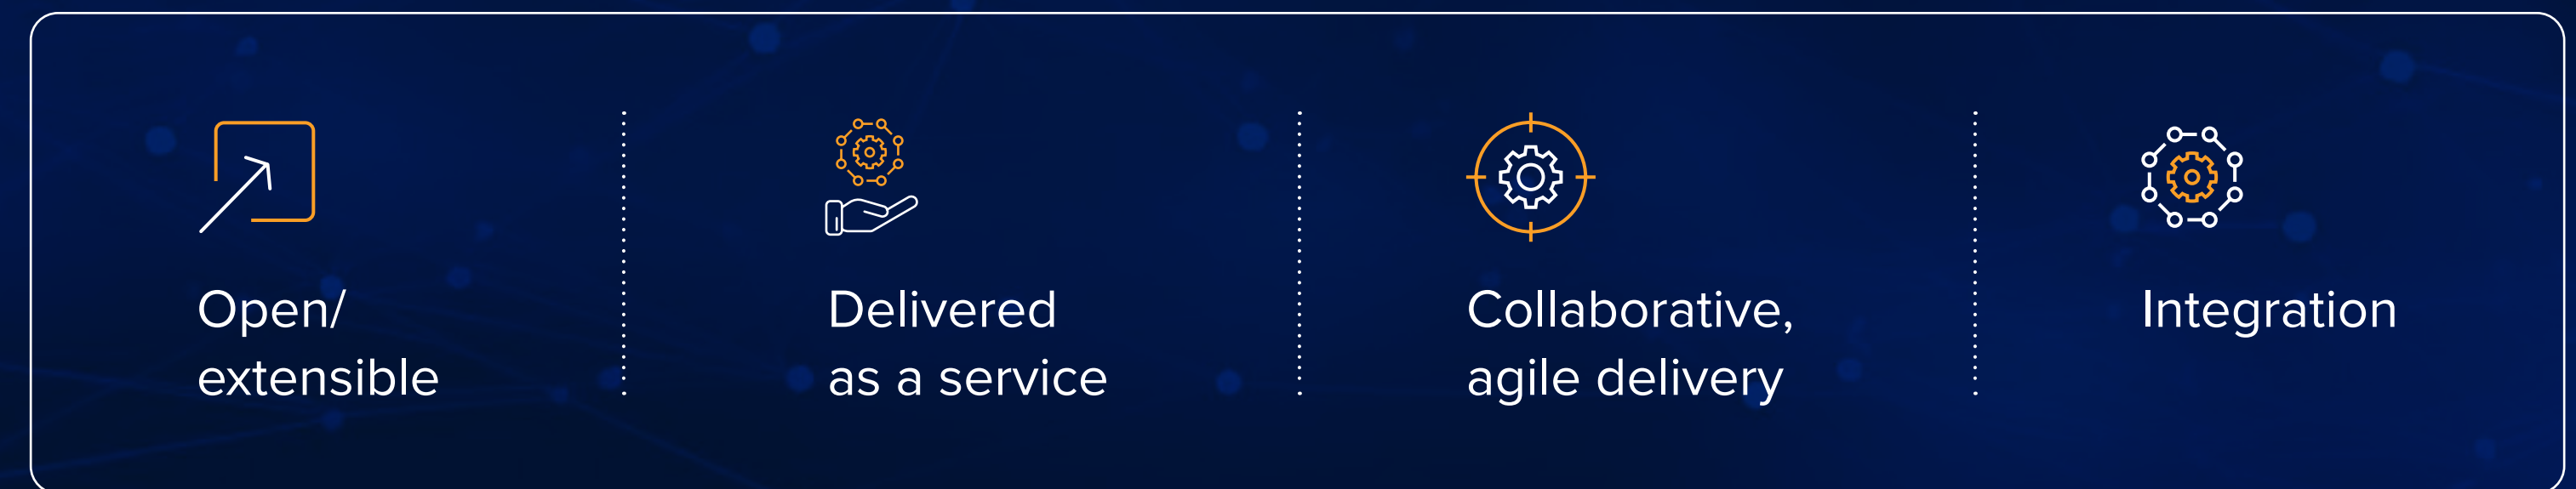 Open/
extensible
Delivered
as a service
Collaborative,
agile delivery
Integration